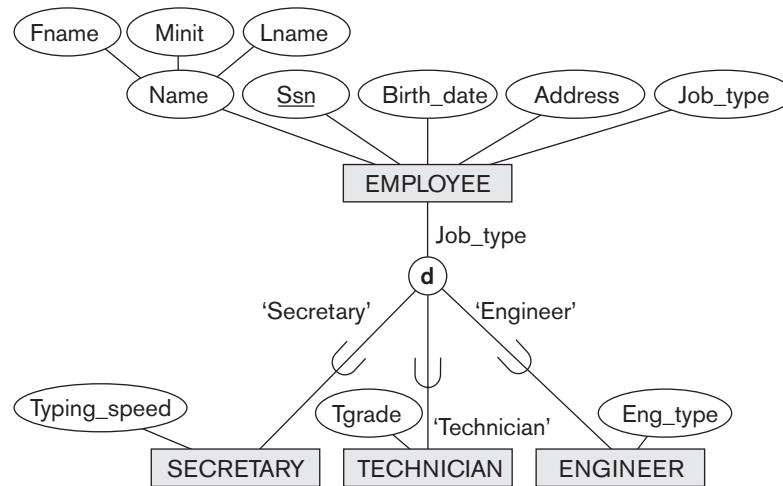 Fname Minit Lname
Name Ssn Birth_date Address Job_type
EMPLOYEE
Job_type
d
‘Secretary’ ‘Engineer’
Typing_speed Tgrade ‘Technician’ Eng_type
SECRETARY TECHNICIAN ENGINEER